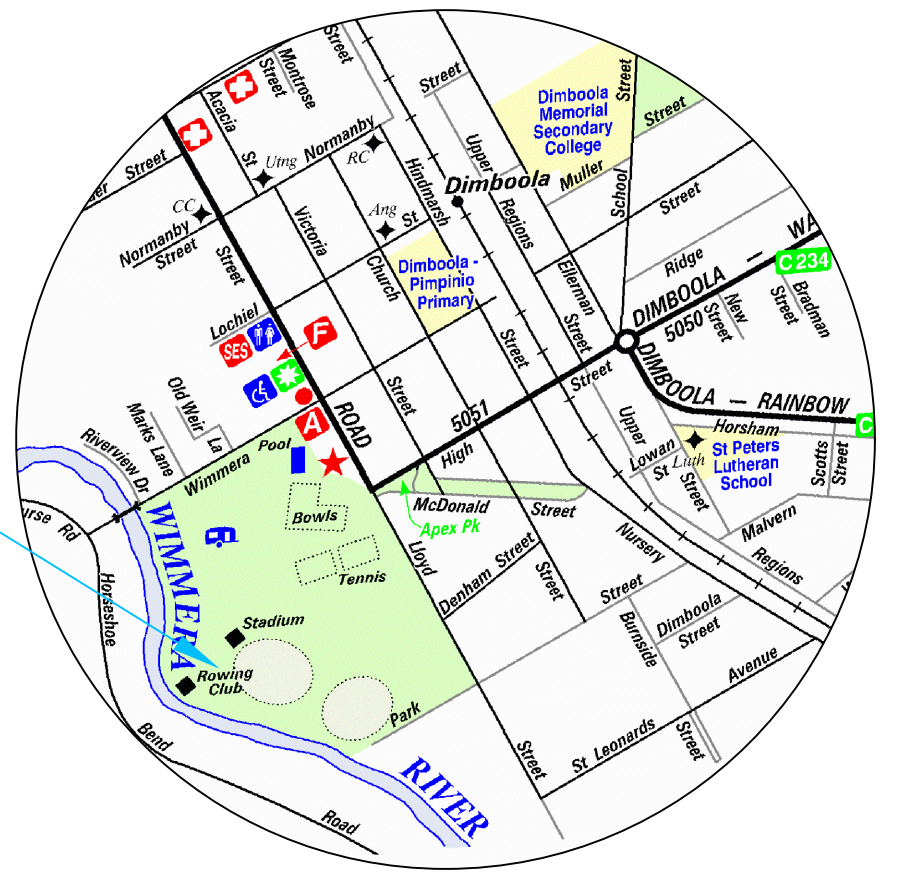 Street
Montrose
Street
Acacia
St
Street
Street
Normanby
Utng
RC
Hindmarsh
Upper
Regions
Dimboola
Memorial
Secondary
College
Street
Street
Muller
School
Street
Dimboola
CC
Normanby
Street
Street
Victoria
Ang
St
Church
Dimboola -
Pimpinio
Primary
Ellerman
Street
Ridge
DIMBOOLA — WA
C234
5050
New
Street
Bradman
Street
DIMBOOLA — RAINBOW
C
Lochiel
SES
F
A
ROAD
Street
Street
Street
5051
High
Old Weir
La
Marks
Lane
Riverview Dr
Wimmera
Pool
Upper
Lowan
St
Luth
Street
Horsham
St Peters
Lutheran
School
Scotts
Street
Malvern
Regions
Nursery
McDonald
Street
Apex Pk
Bowls
Tennis
Lloyd
Denham Street
Street
Street
Dimboola
Street
Burnside
Avenue
St Leonards
Street
Street
urse Rd
Horseshoe
Bend
Road
WIMMERA
RIVER
Stadium
Rowing
Club
Park